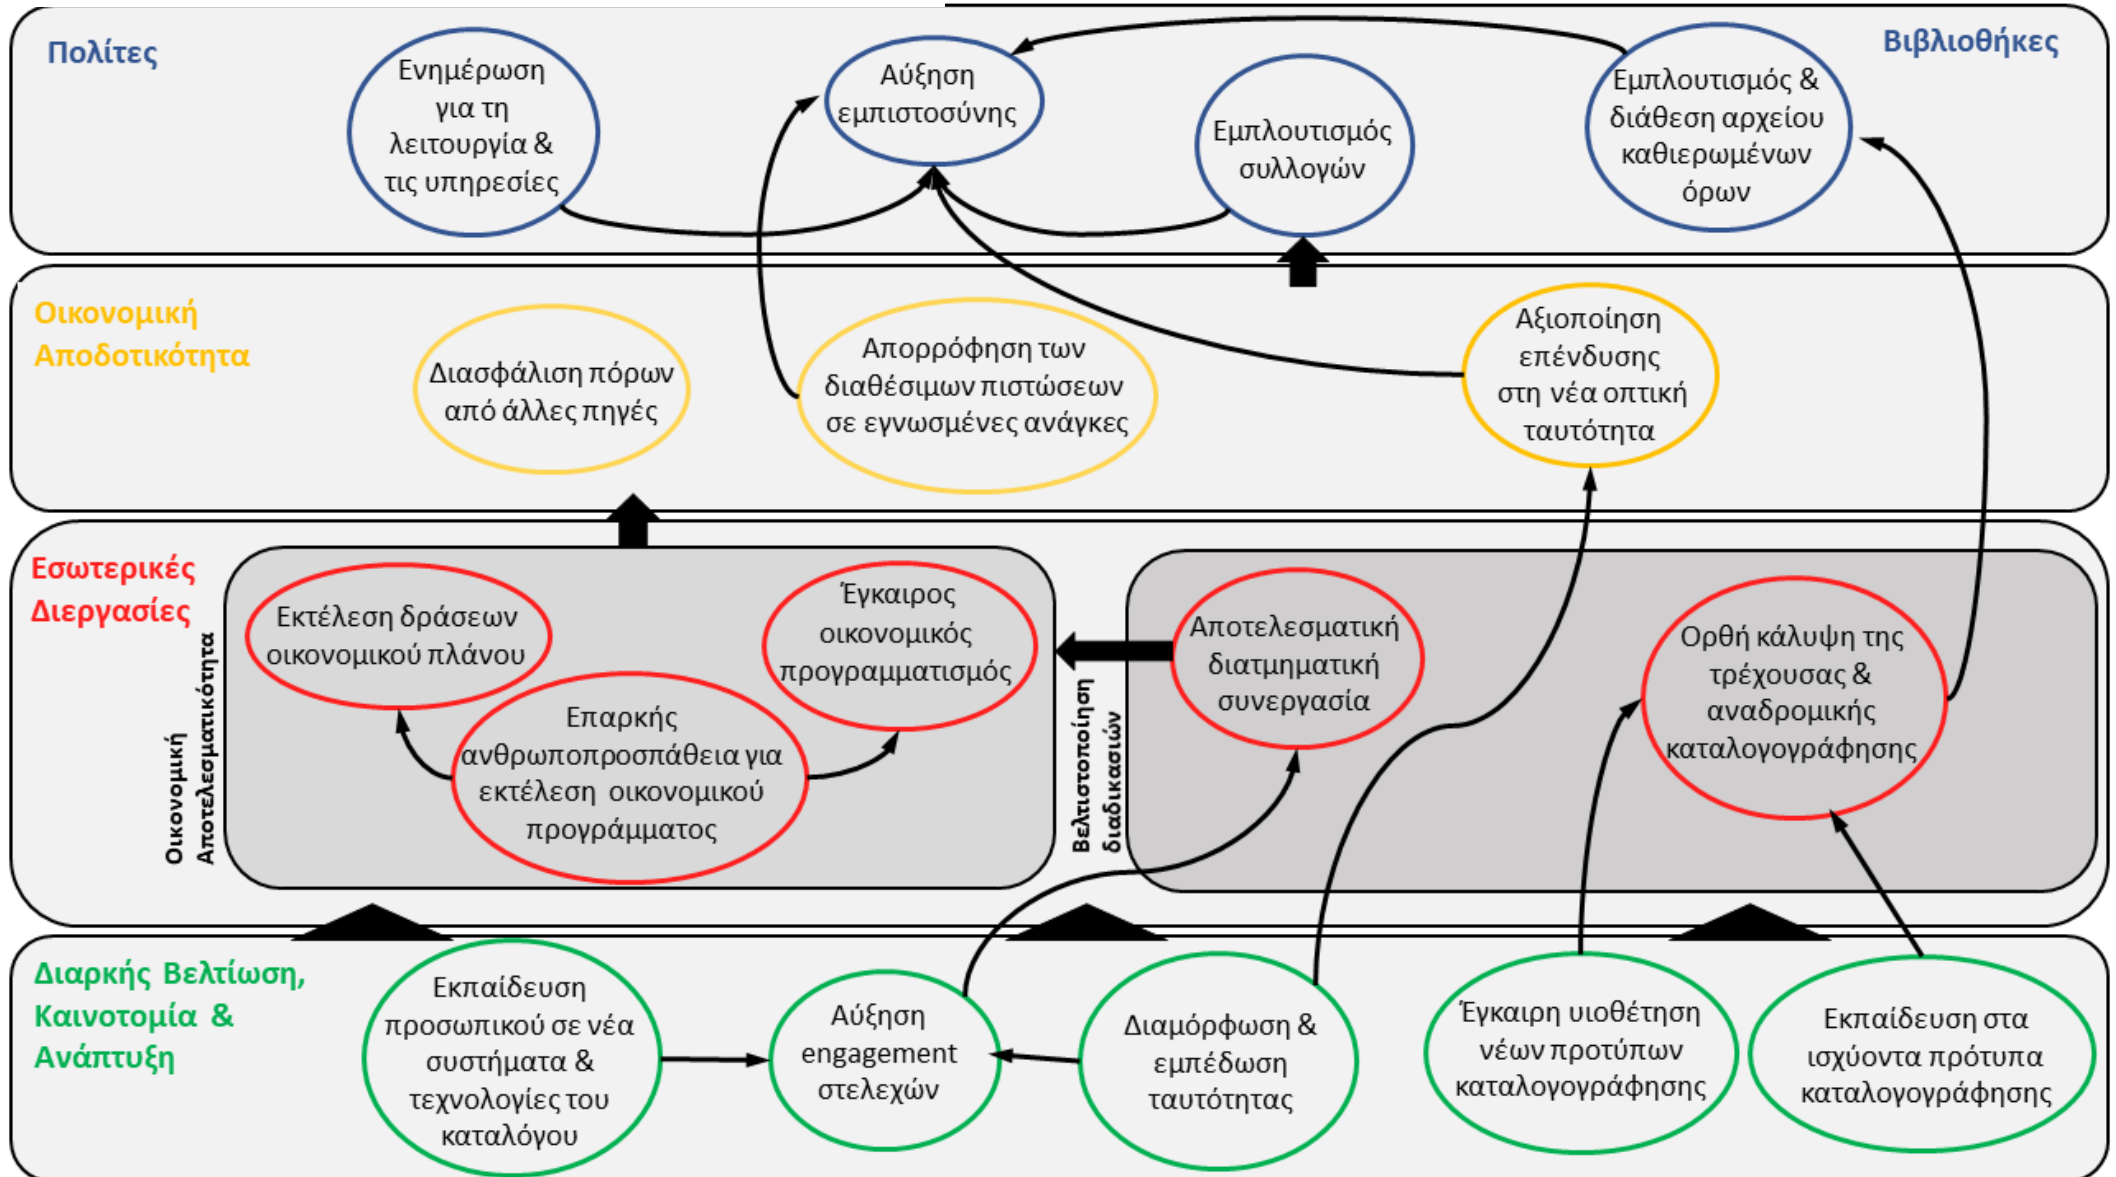 Πολίτες
Βιβλιοθήκες
Ενημέρωση
για τη
λειτουργία &
τις υπηρεσίες
Αύξηση
εμπιστοσύνης
Εμπλουτισμός
συλλογών
Εμπλουτισμός &
διάθεση αρχείου
καθιερωμένων
όρων
Οικονομική
Αποδοτικότητα
Διασφάλιση πόρων
από άλλες πηγές
Απορρόφηση των
διαθέσιμων πιστώσεων
σε εγνωσμένες ανάγκες
Αξιοποίηση
επένδυσης
στη νέα οπτική
ταυτότητα
Εσωτερικές
Διεργασίες
Οικονομική
Αποτελεσματικότητα
Εκτέλεση δράσεων
οικονομικού πλάνου
Επαρκής
ανθρωποπροσπάθεια για
εκτέλεση οικονομικού
προγράμματος
Έγκαιρος
οικονομικός
προγραμματισμός
Βελτιστοποίηση
διαδικασιών
Αποτελεσματική
διατμηματική
συνεργασία
Ορθή κάλυψη της
τρέχουσας &
αναδρομικής
καταλογογράφησης
Διαρκής Βελτίωση,
Καινοτομία &
Ανάπτυξη
Εκπαίδευση
προσωπικού σε νέα
συστήματα &
τεχνολογίες του
καταλόγου
Αύξηση
engagement
στελεχών
Διαμόρφωση &
εμπέδωση
ταυτότητας
Έγκαιρη υιοθέτηση
νέων προτύπων
καταλογογράφησης
Εκπαίδευση στα
ισχύοντα πρότυπα
καταλογογράφησης